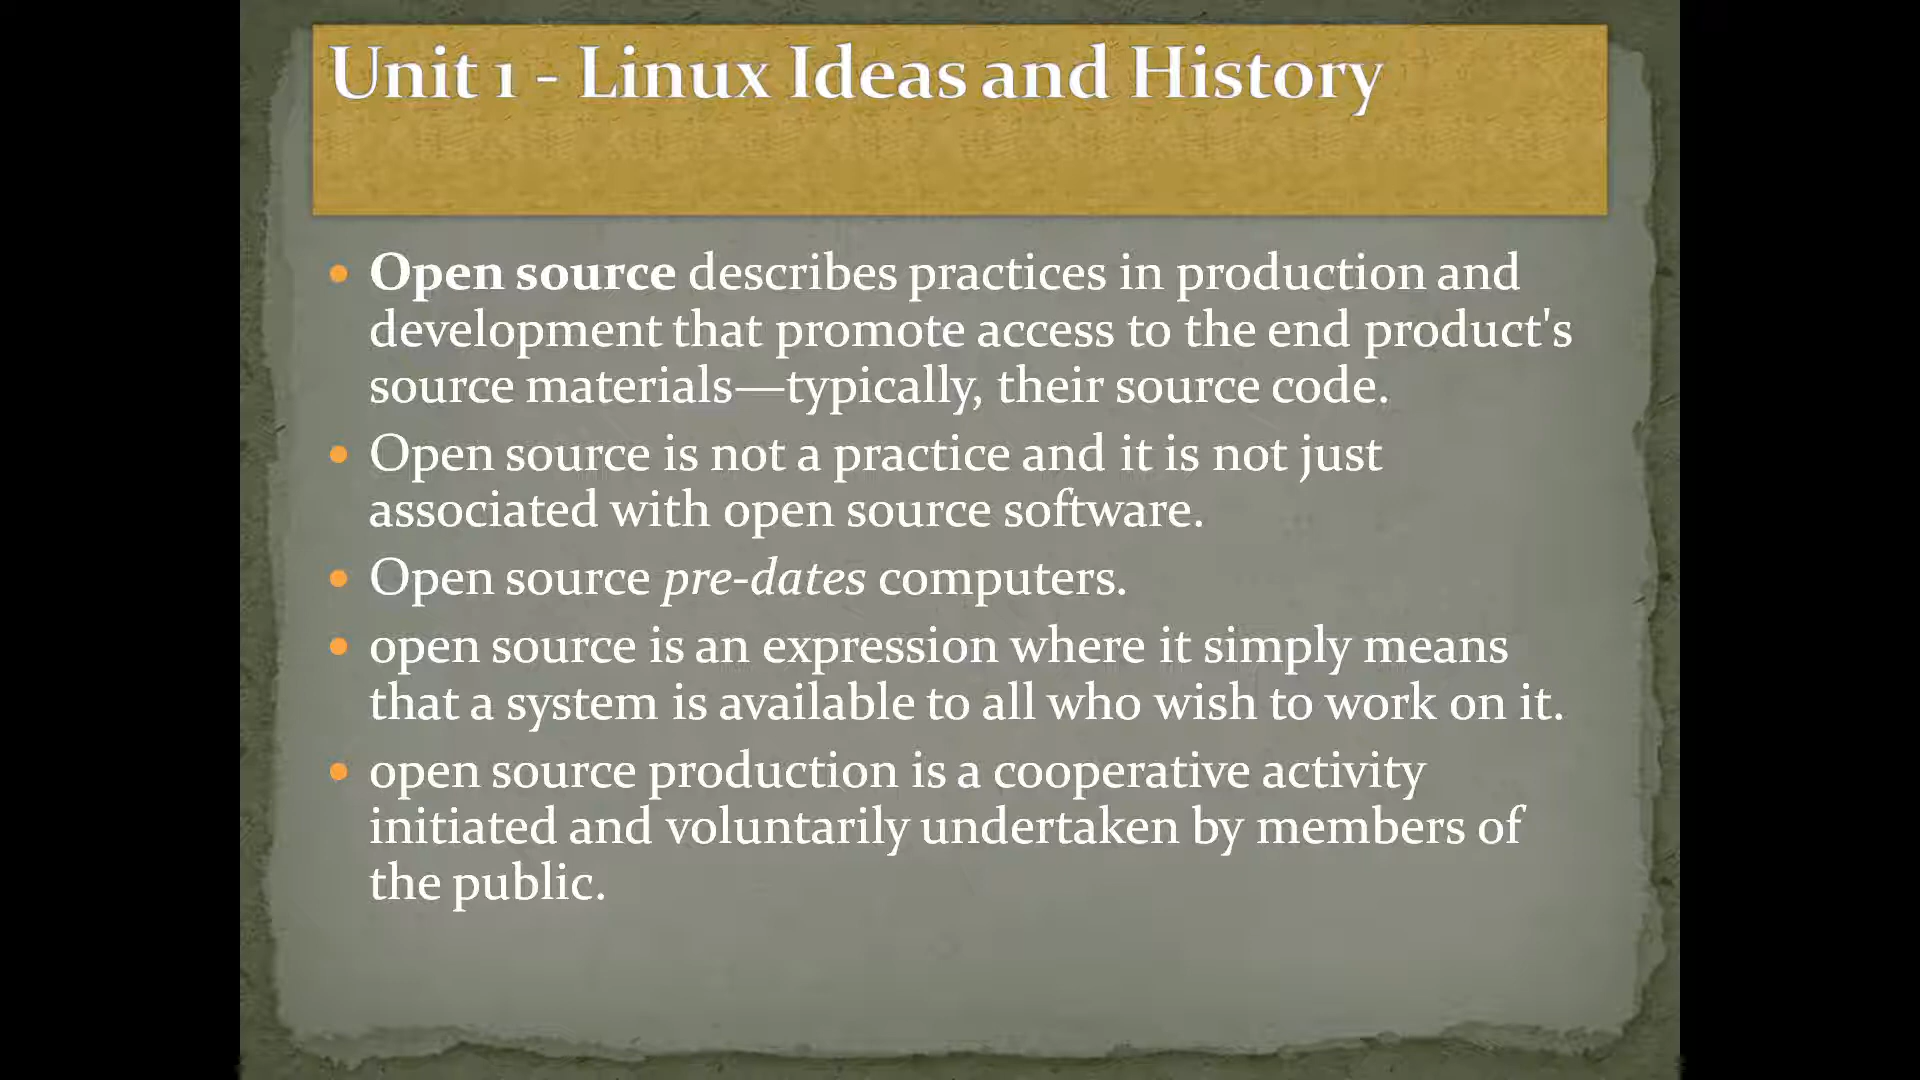 Unit 1 - Linux Ideas and History
Open source describes practices in production and
development that promote access to the end product's
source materials—typically, their source code.
Open source is not a practice and it is not just
associated with open source software.
Open source pre-dates computers.
open source is an expression where it simply means
that a system is available to all who wish to work on it.
open source production is a cooperative activity
initiated and voluntarily undertaken by members of
the public.